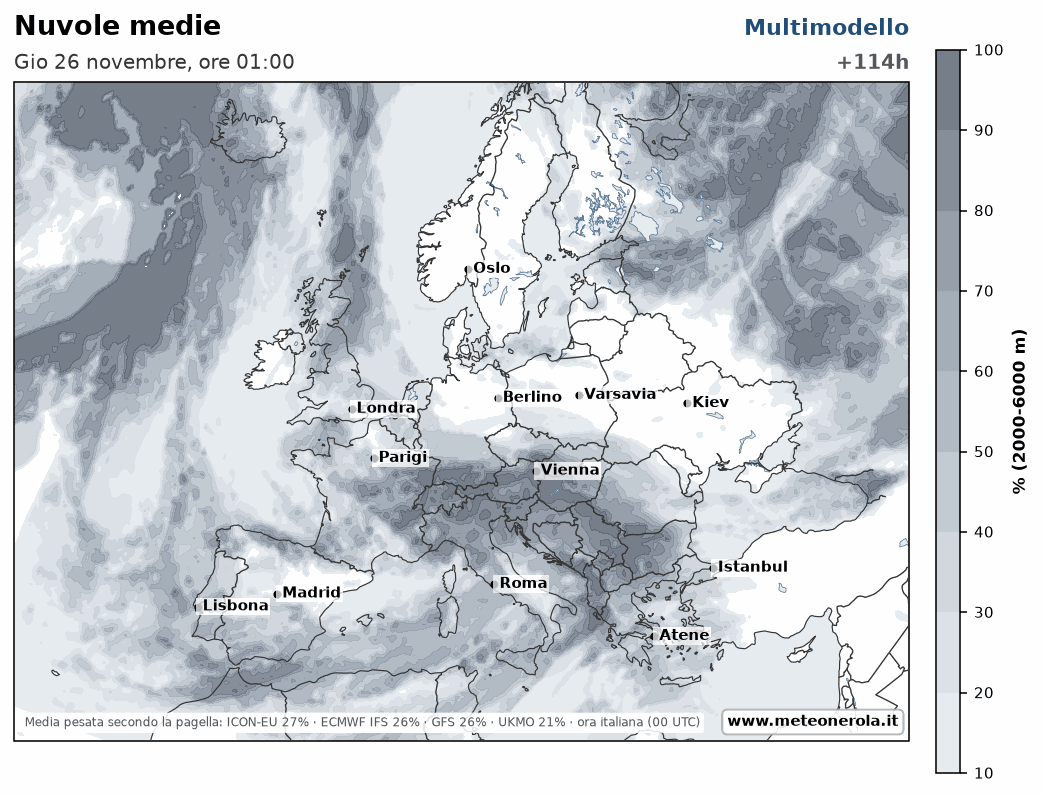 Nuvole medie
Multimodello
Gio 26 novembre, ore 01:00
+114h
100
90
80
70
60
50
40
30
20
10
% (2000-6000 m)
Oslo
Berlino
Varsavia
Kiev
Londra
Parigi
Vienna
Istanbul
Roma
Madrid
Lisbona
Atene
Media pesata secondo la pagella: ICON-EU 27% · ECMWF IFS 26% · GFS 26% · UKMO 21% · ora italiana (00 UTC)
www.meteonerola.it